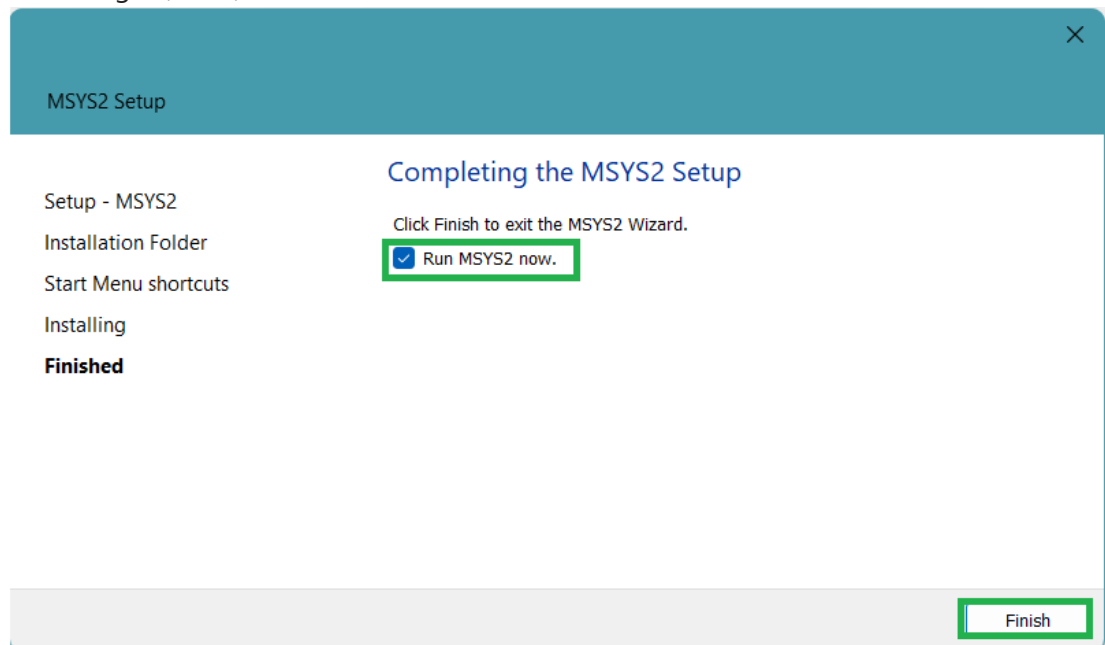 MSYS2 Setup
Setup - MSYS2
Installation Folder
Start Menu shortcuts
Installing
Finished
Completing the MSYS2 Setup
Click Finish to exit the MSYS2 Wizard.
Run MSYS2 now.
Finish